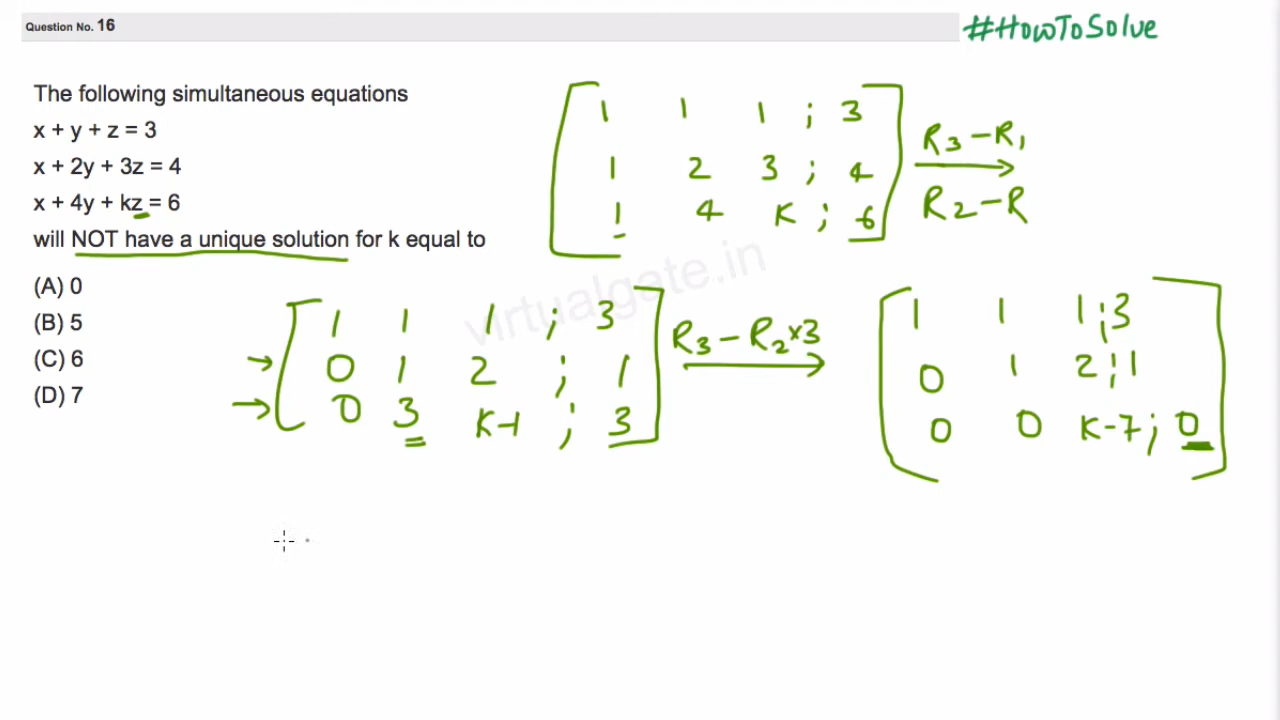 Question No. 16
#HowToSolve
The following simultaneous equations
x + y + z = 3
x + 2y + 3z = 4
x + 4y + kz = 6
will NOT have a unique solution for k equal to
(A) 0
(B) 5
(C) 6
(D) 7
1 1 1 ; 3
1 2 3 ; 4
1 4 K ; 6
R3 - R1
R2 - R
1 1 1 ; 3
0 1 2 ; 1
0 3 K-1 ; 3
R3 - R2 x 3
1 1 1 ; 3
0 1 2 ; 1
0 0 K-7 ; 0
virtualgate.in